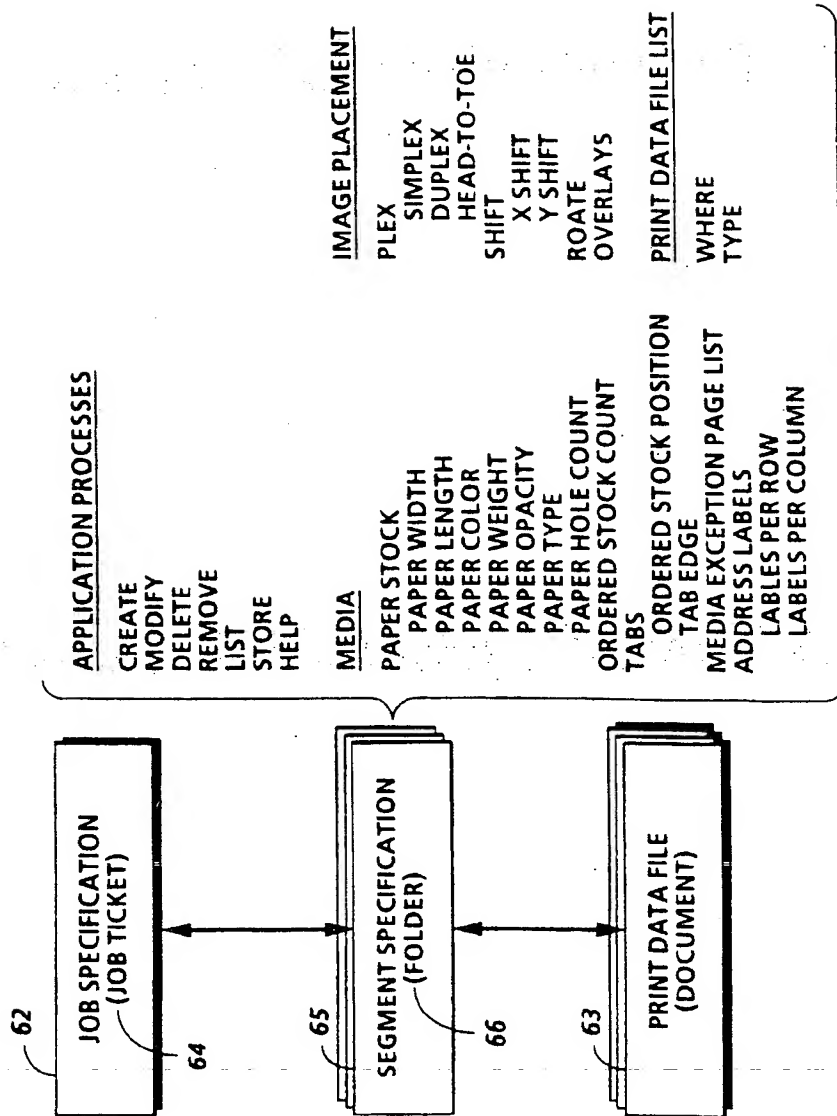 62
JOB SPECIFICATION
(JOB TICKET)
64
65
SEGMENT SPECIFICATION
(FOLDER)
66
63
PRINT DATA FILE
(DOCUMENT)
APPLICATION PROCESSES
CREATE
MODIFY
DELETE
REMOVE
LIST
STORE
HELP
MEDIA
PAPER STOCK
PAPER WIDTH
PAPER LENGTH
PAPER COLOR
PAPER WEIGHT
PAPER OPACITY
PAPER TYPE
PAPER HOLE COUNT
ORDERED STOCK COUNT
TABS
ORDERED STOCK POSITION
TAB EDGE
MEDIA EXCEPTION PAGE LIST
ADDRESS LABELS
LABLES PER ROW
LABELS PER COLUMN
IMAGE PLACEMENT
PLEX
SIMPLEX
DUPLEX
HEAD-TO-TOE
SHIFT
X SHIFT
Y SHIFT
ROATE
OVERLAYS
PRINT DATA FILE LIST
WHERE
TYPE